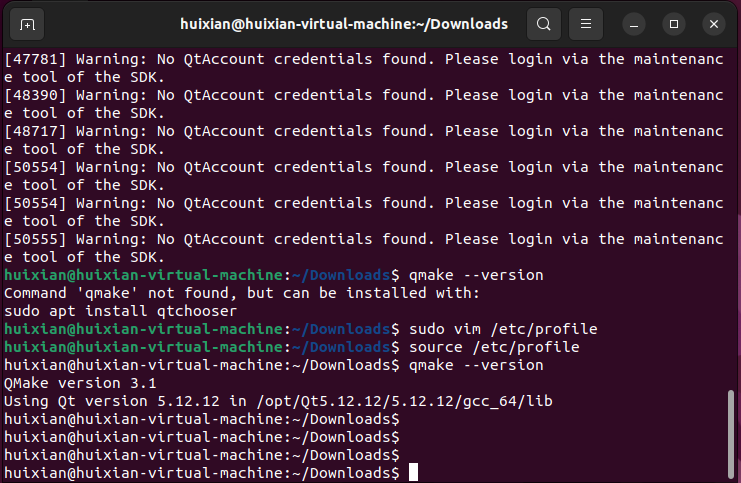 huixian@huixian-virtual-machine:~/Downloads
[47781] Warning: No QtAccount credentials found. Please login via the maintenanc
e tool of the SDK.
[48390] Warning: No QtAccount credentials found. Please login via the maintenanc
e tool of the SDK.
[48717] Warning: No QtAccount credentials found. Please login via the maintenanc
e tool of the SDK.
[50554] Warning: No QtAccount credentials found. Please login via the maintenanc
e tool of the SDK.
[50554] Warning: No QtAccount credentials found. Please login via the maintenanc
e tool of the SDK.
[50555] Warning: No QtAccount credentials found. Please login via the maintenanc
e tool of the SDK.
huixian@huixian-virtual-machine:~/Downloads$ qmake --version
Command 'qmake' not found, but can be installed with:
sudo apt install qtchooser
huixian@huixian-virtual-machine:~/Downloads$ sudo vim /etc/profile
huixian@huixian-virtual-machine:~/Downloads$ source /etc/profile
huixian@huixian-virtual-machine:~/Downloads$ qmake --version
QMake version 3.1
Using Qt version 5.12.12 in /opt/Qt5.12.12/5.12.12/gcc_64/lib
huixian@huixian-virtual-machine:~/Downloads$
huixian@huixian-virtual-machine:~/Downloads$
huixian@huixian-virtual-machine:~/Downloads$
huixian@huixian-virtual-machine:~/Downloads$